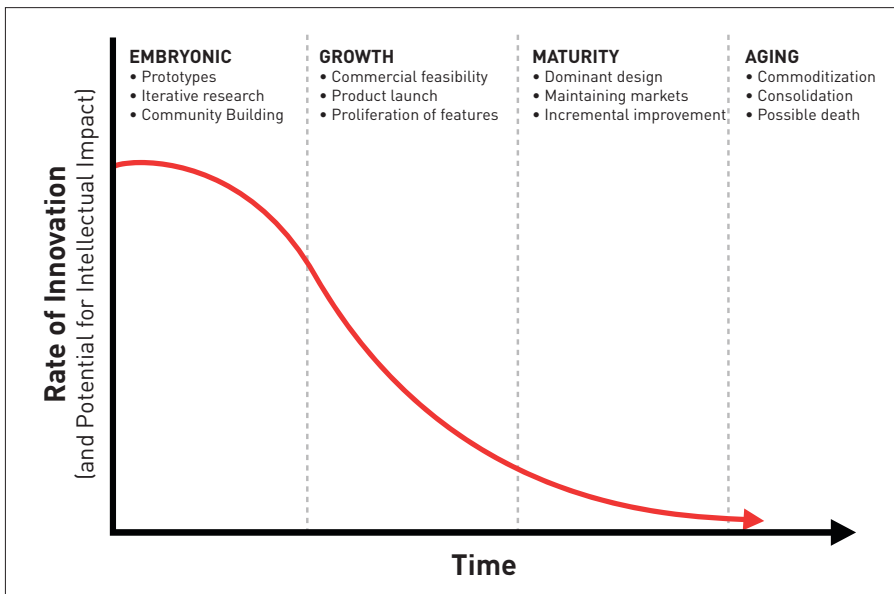 EMBRYONIC
• Prototypes
• Iterative research
• Community Building
GROWTH
• Commercial feasibility
• Product launch
• Proliferation of features
MATURITY
• Dominant design
• Maintaining markets
• Incremental improvement
AGING
• Commoditization
• Consolidation
• Possible death
Rate of Innovation
(and Potential for Intellectual Impact)
Time